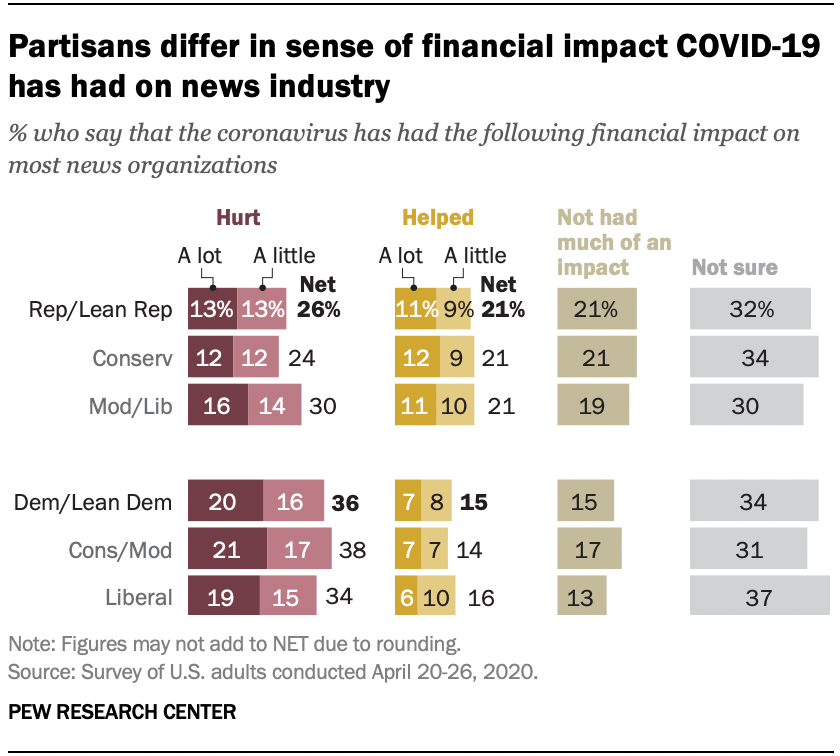 Partisans differ in sense of financial impact COVID-19
has had on news industry
% who say that the coronavirus has had the following financial impact on
most news organizations
Hurt Helped Not had
much of an
impact Not sure
A lot A little Net A lot A little Net
Rep/Lean Rep 13% 13% 26% 11% 9% 21% 21% 32%
Conserv 12 12 24 12 9 21 21 34
Mod/Lib 16 14 30 11 10 21 19 30
Dem/Lean Dem 20 16 36 7 8 15 15 34
Cons/Mod 21 17 38 7 7 14 17 31
Liberal 19 15 34 6 10 16 13 37
Note: Figures may not add to NET due to rounding.
Source: Survey of U.S. adults conducted April 20-26, 2020.
PEW RESEARCH CENTER